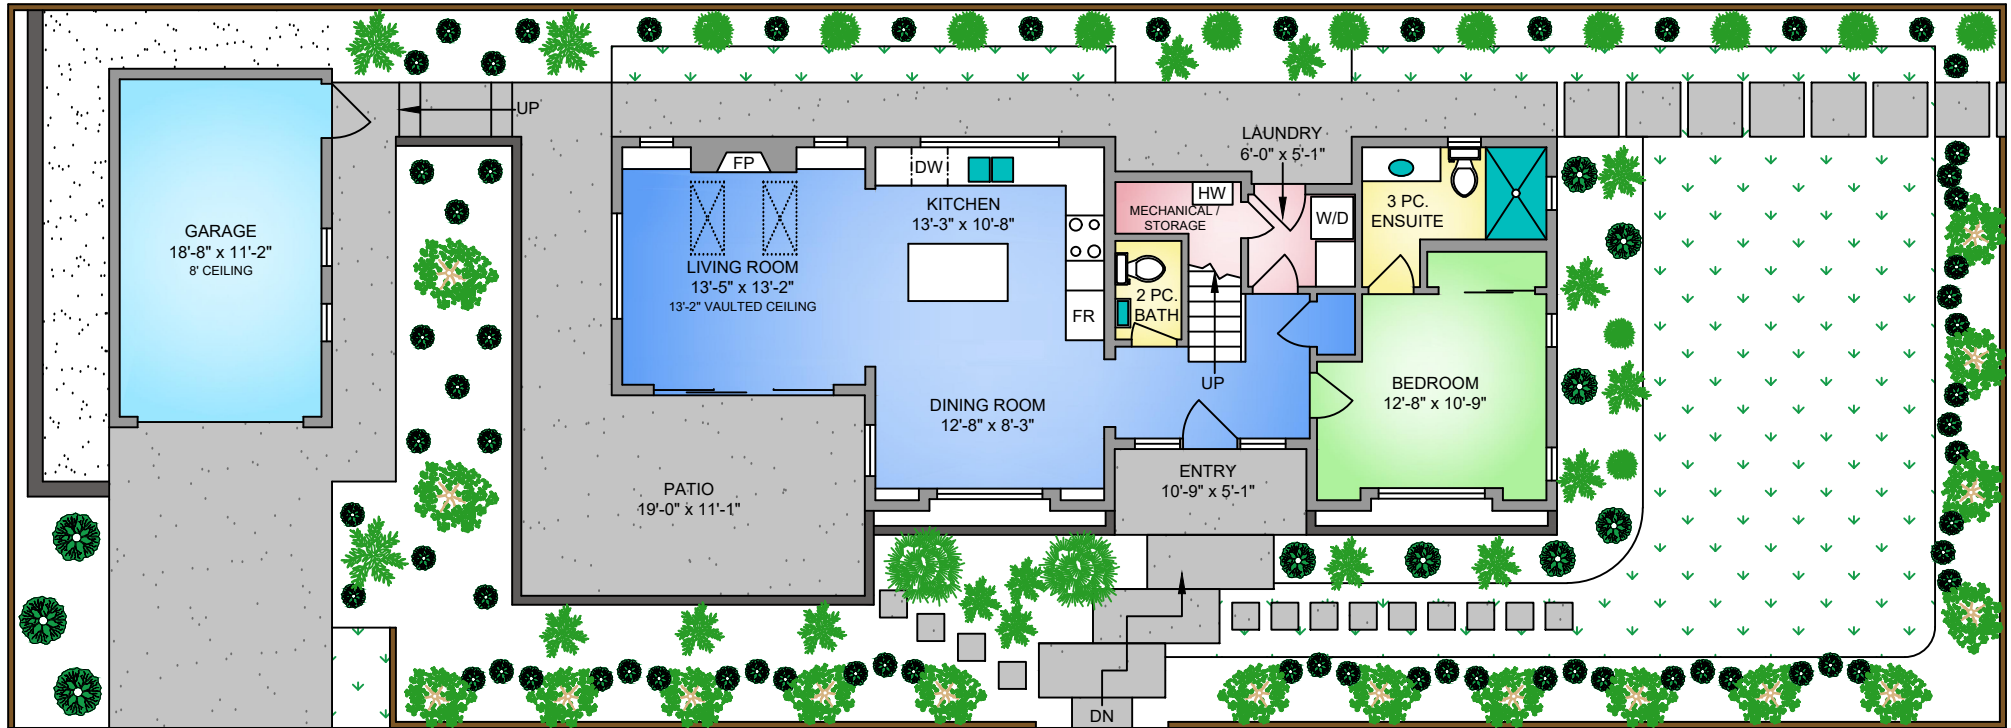 UP
GARAGE
18'-8" x 11'-2"
8' CEILING
FP
LIVING ROOM
13'-5" x 13'-2"
13'-2" VAULTED CEILING
DW
KITCHEN
13'-3" x 10'-8"
FR
DINING ROOM
12'-8" x 8'-3"
PATIO
19'-0" x 11'-1"
LAUNDRY
6'-0" x 5'-1"
HW
MECHANICAL /
STORAGE
W/D
2 PC.
BATH
UP
3 PC.
ENSUITE
BEDROOM
12'-8" x 10'-9"
ENTRY
10'-9" x 5'-1"
DN